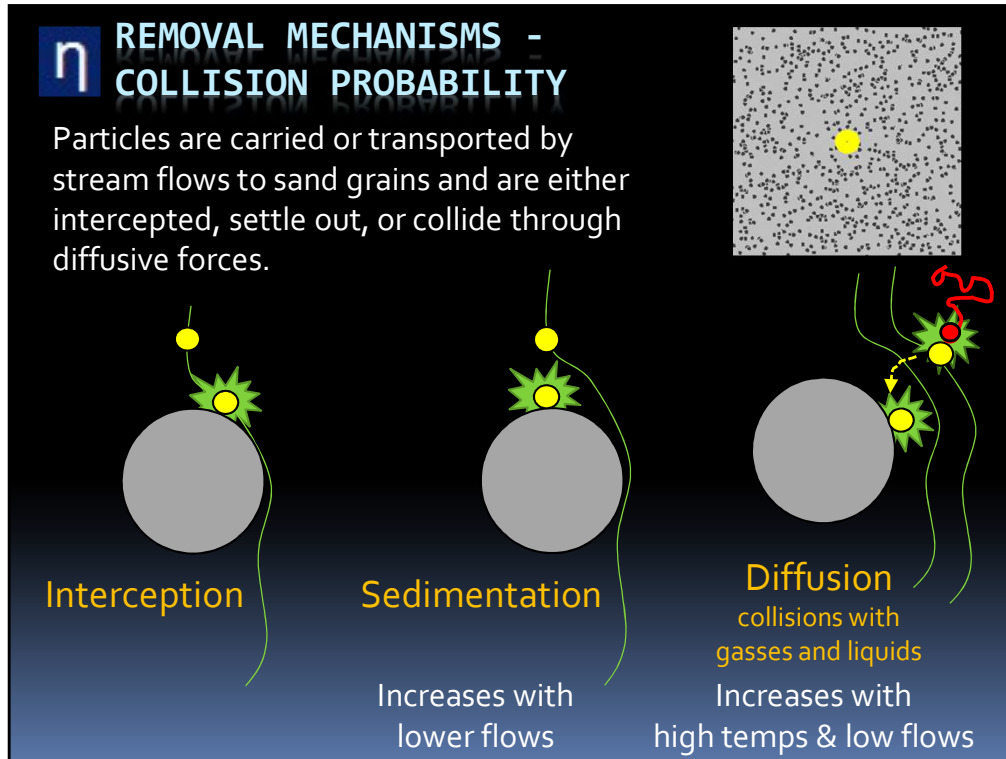 η
REMOVAL MECHANISMS -
COLLISION PROBABILITY
Particles are carried or transported by
stream flows to sand grains and are either
intercepted, settle out, or collide through
diffusive forces.
Interception
Sedimentation
Increases with
lower flows
Diffusion
collisions with
gasses and liquids
Increases with
high temps & low flows